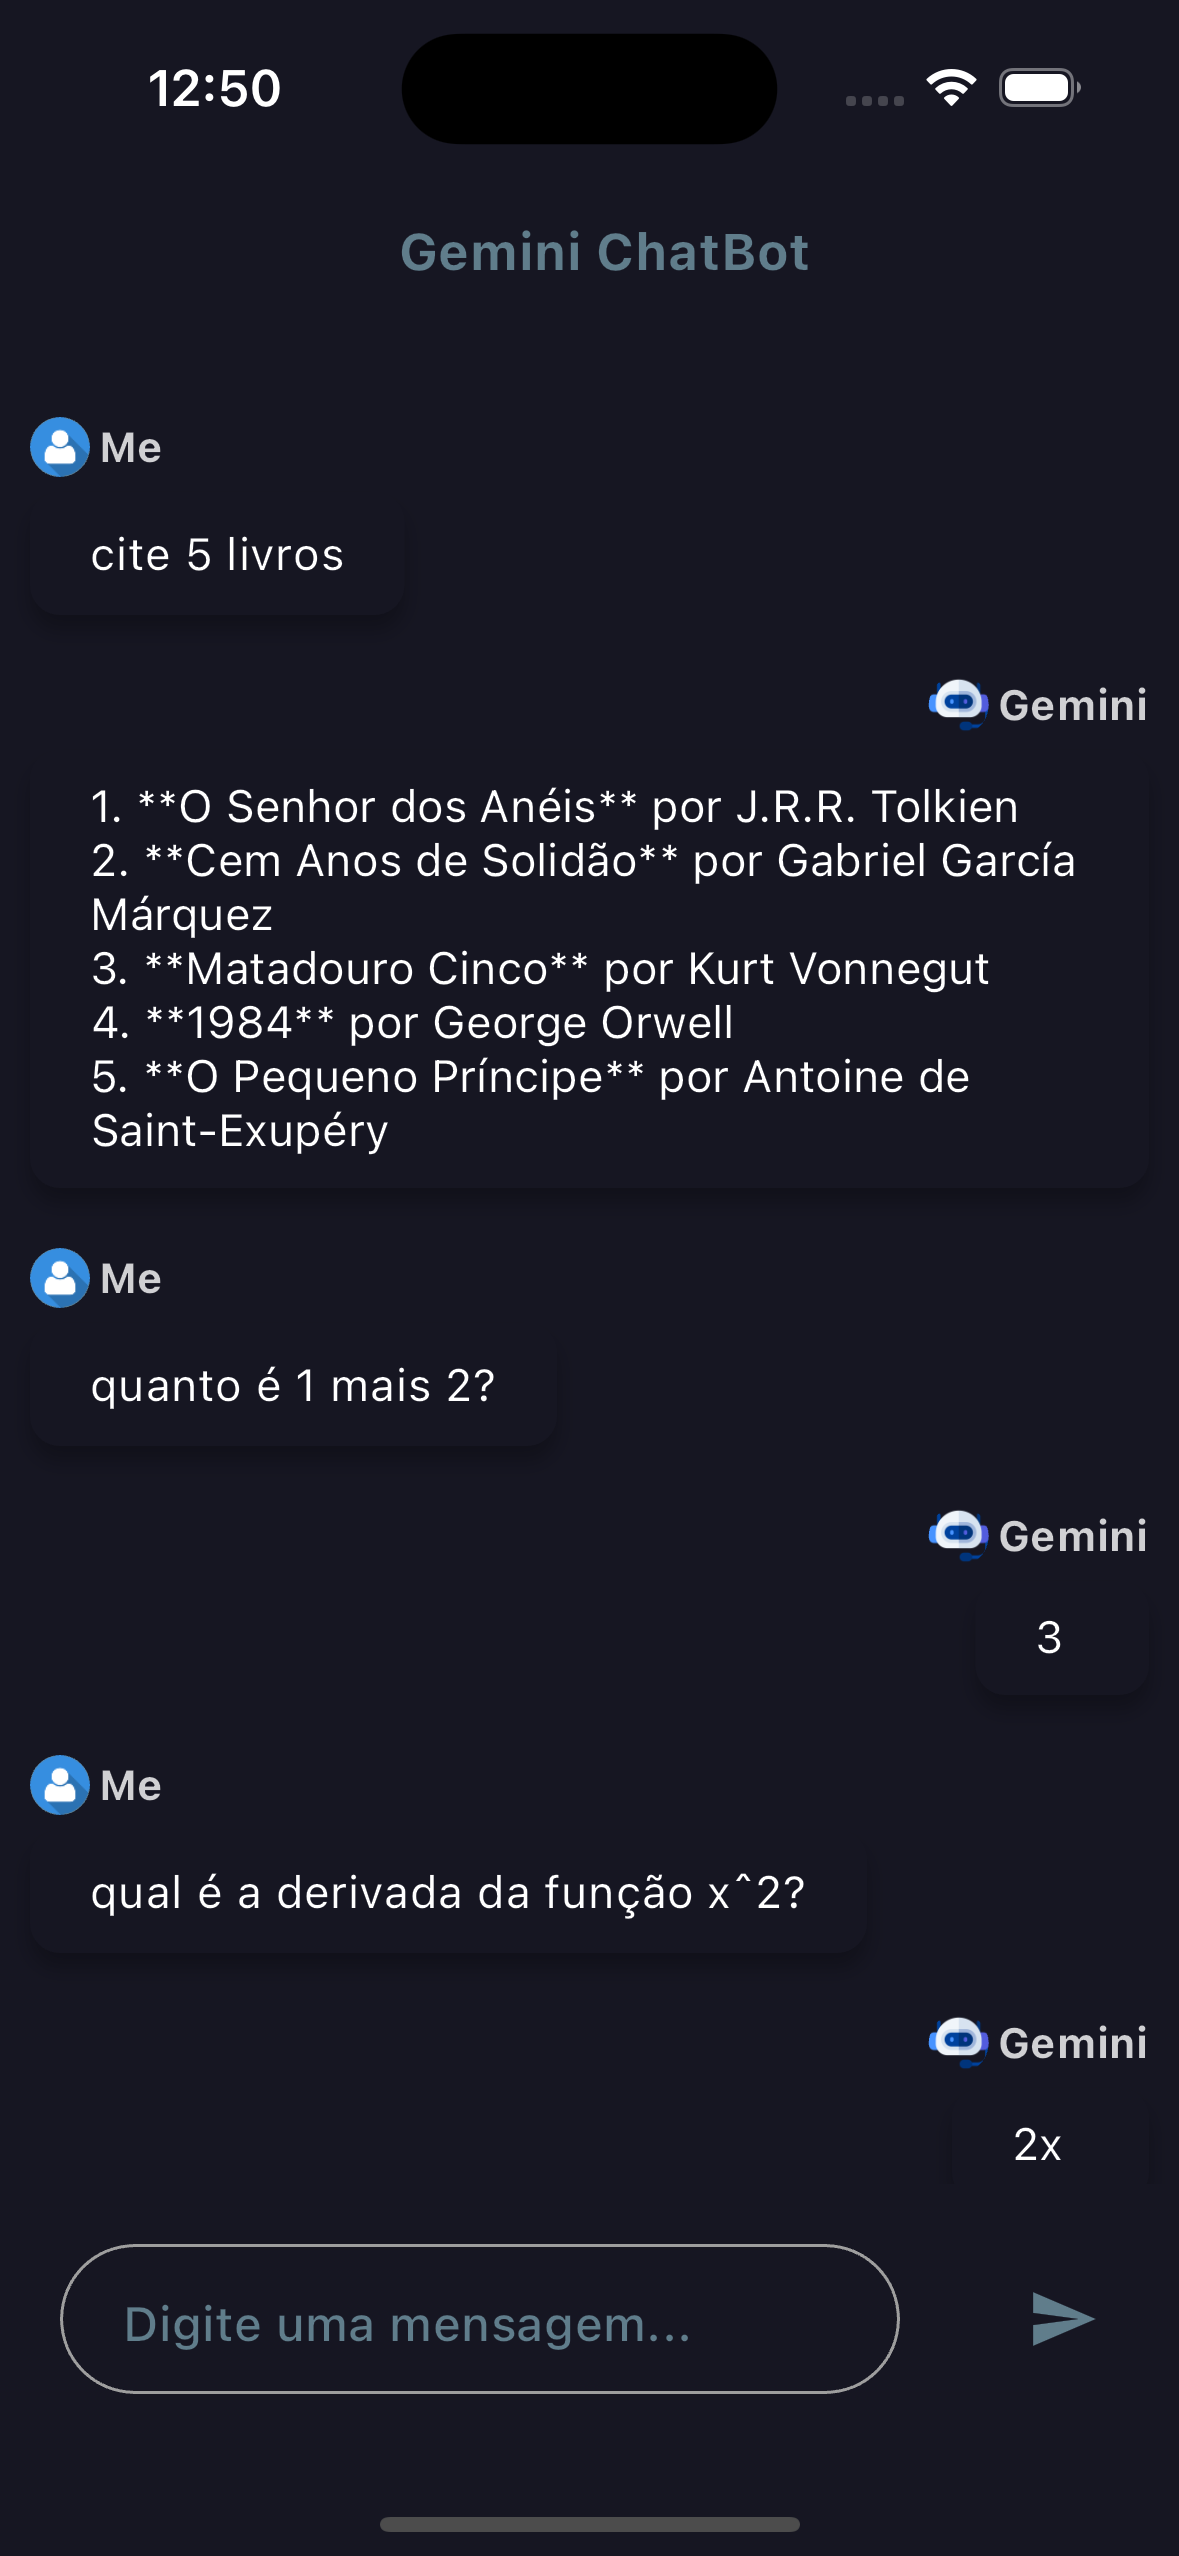 12:50
Gemini ChatBot
Me
cite 5 livros
Gemini
1. **O Senhor dos Anéis** por J.R.R. Tolkien
2. **Cem Anos de Solidão** por Gabriel García
Márquez
3. **Matadouro Cinco** por Kurt Vonnegut
4. **1984** por George Orwell
5. **O Pequeno Príncipe** por Antoine de
Saint-Exupéry
Me
quanto é 1 mais 2?
Gemini
3
Me
qual é a derivada da função xˆ2?
Gemini
2x
Digite uma mensagem...